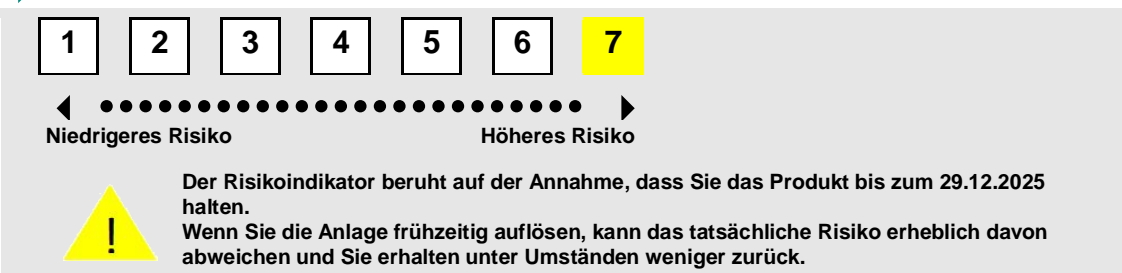 1 2 3 4 5 6 7
Niedrigeres Risiko Höheres Risiko
Der Risikoindikator beruht auf der Annahme, dass Sie das Produkt bis zum 29.12.2025
halten.
Wenn Sie die Anlage frühzeitig auflösen, kann das tatsächliche Risiko erheblich davon
abweichen und Sie erhalten unter Umständen weniger zurück.
!